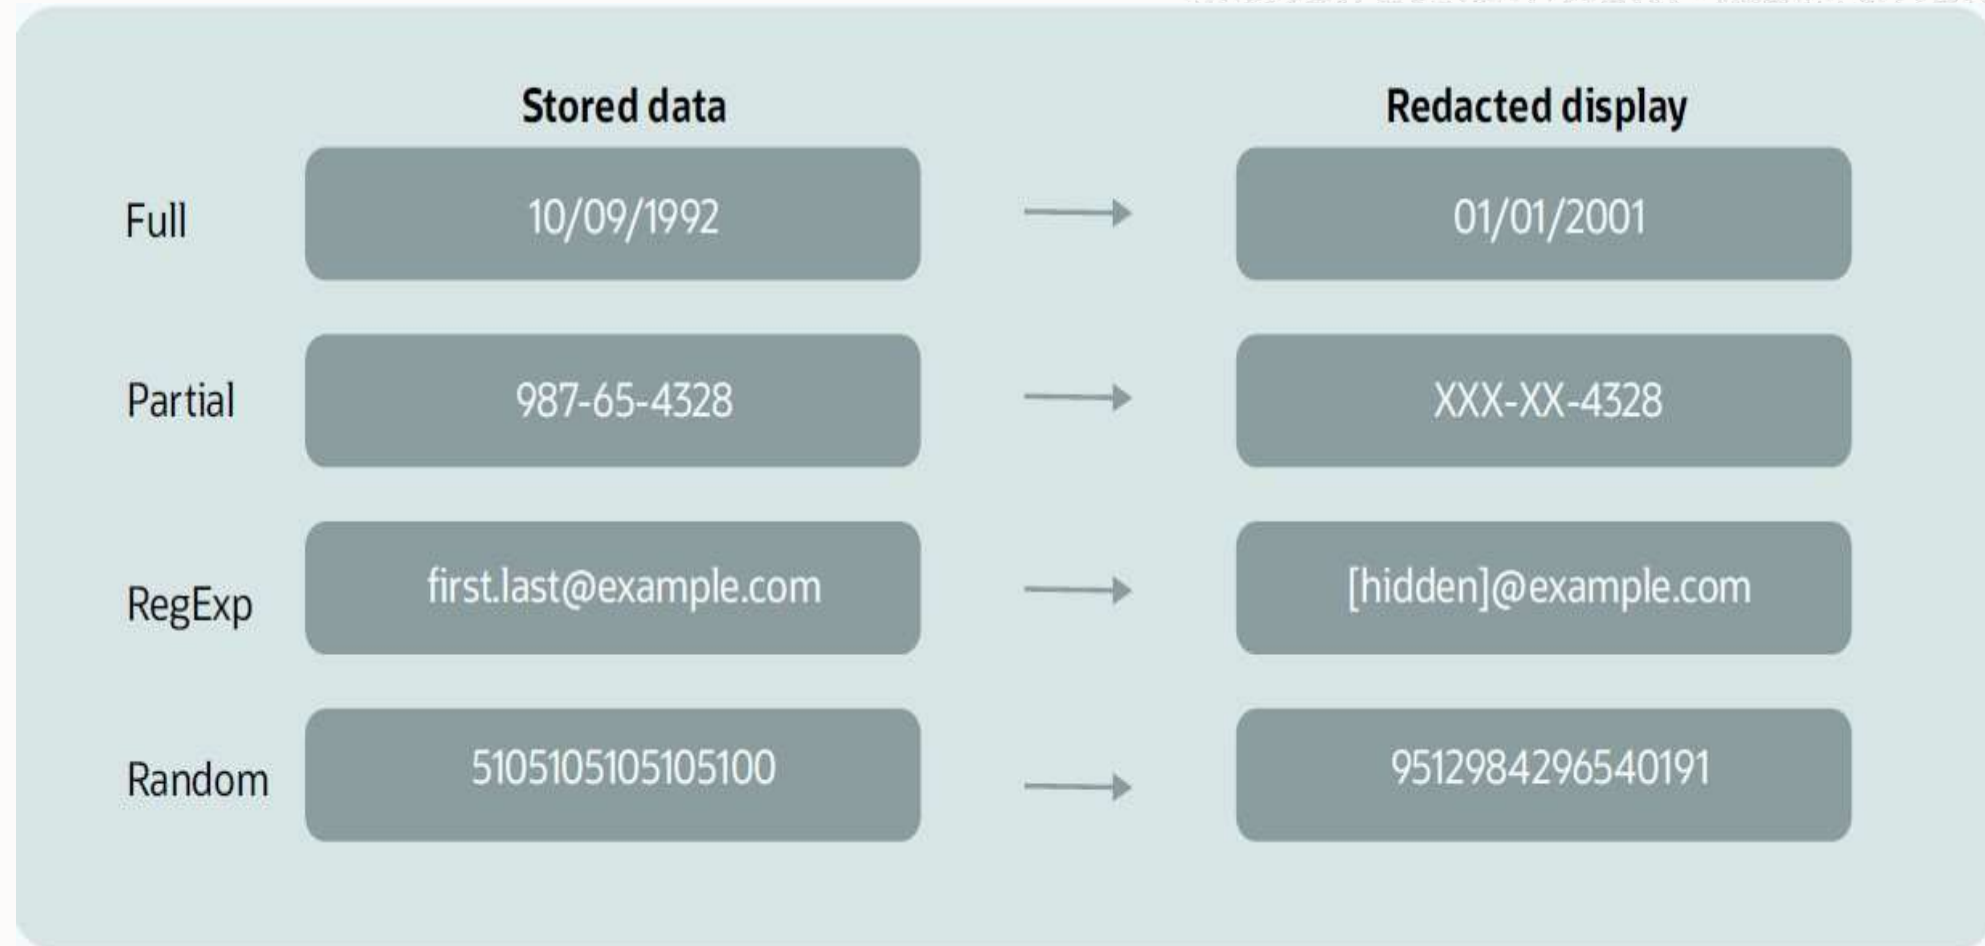 Stored data Redacted display
Full 10/09/1992 01/01/2001
Partial 987-65-4328 XXX-XX-4328
RegExp first.last@example.com [hidden]@example.com
Random 5105105105105100 9512984296540191